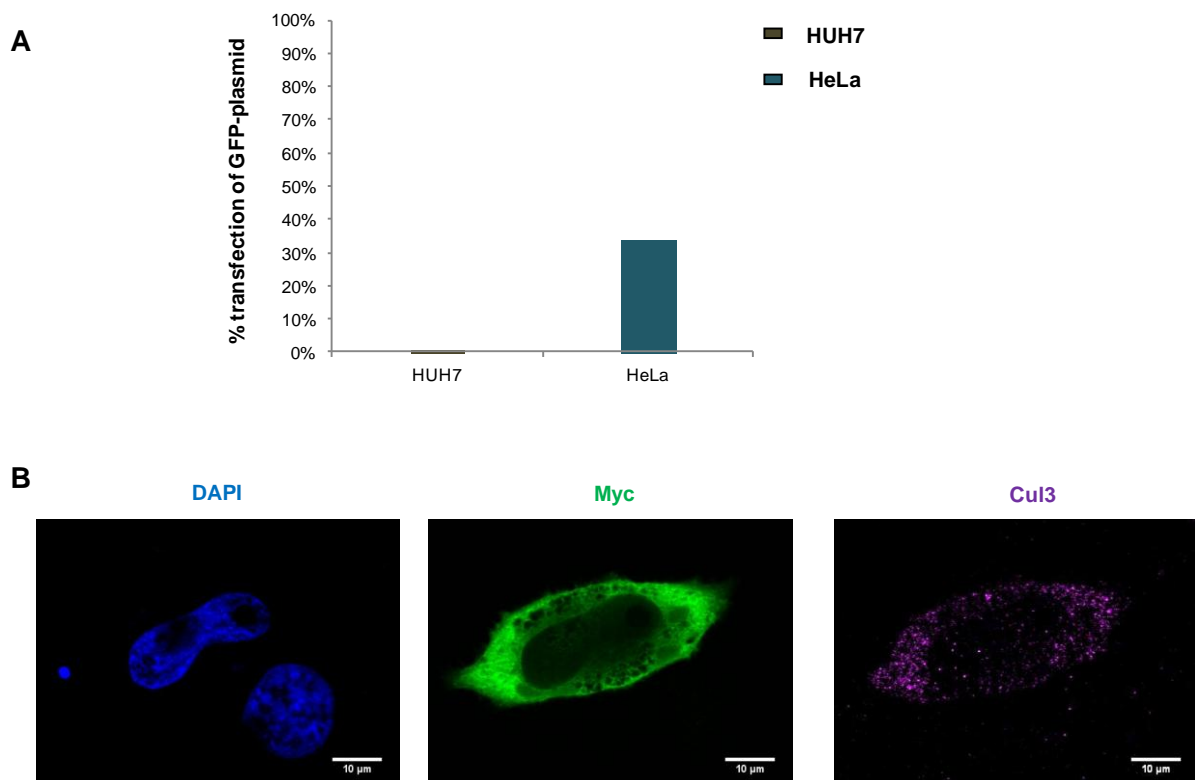 A
% transfection of GFP-plasmid
100%
90%
80%
70%
60%
50%
40%
30%
20%
10%
0%
HUH7
HeLa
HUH7
HeLa
B
DAPI
Myc
Cul3
10 µm
10 µm
10 µm